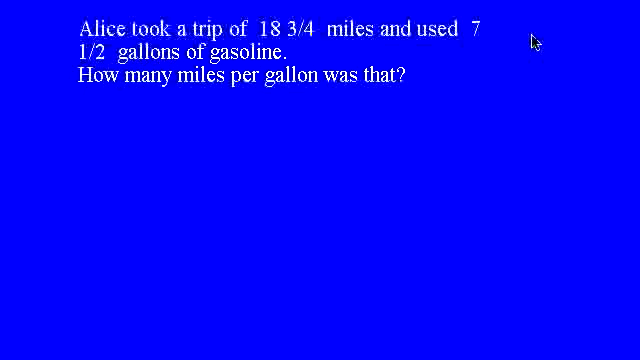 Alice took a trip of 18 3/4 miles and used 7
1/2 gallons of gasoline.
How many miles per gallon was that?